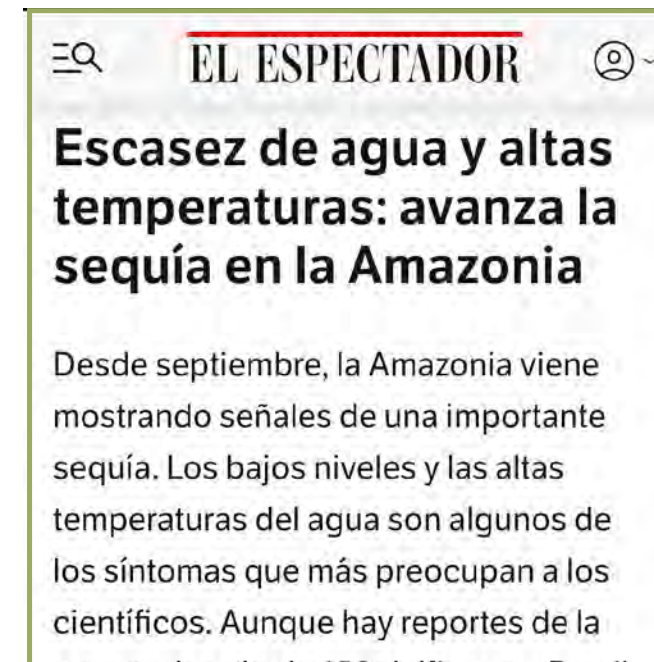 EL ESPECTADOR
Escasez de agua y altas
temperaturas: avanza la
sequía en la Amazonia
Desde septiembre, la Amazonia viene
mostrando señales de una importante
sequía. Los bajos niveles y las altas
temperaturas del agua son algunos de
los síntomas que más preocupan a los
científicos. Aunque hay reportes de la